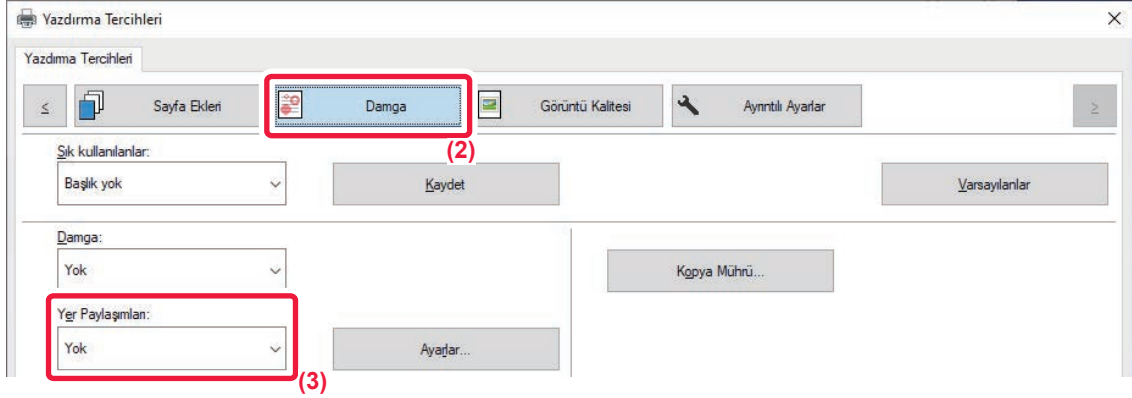 Yazdırma Tercihleri
Yazdırma Tercihleri
<
Sayfa Ekleri
Damga
Görüntü Kalitesi
Ayrıntılı Ayarlar
>
(2)
Sık kullanılanlar:
Başlık yok
Kaydet
Varsayılanlar
Damga:
Yok
Kopya Mührü...
Yer Paylaşımları:
Yok
Ayarlar...
(3)